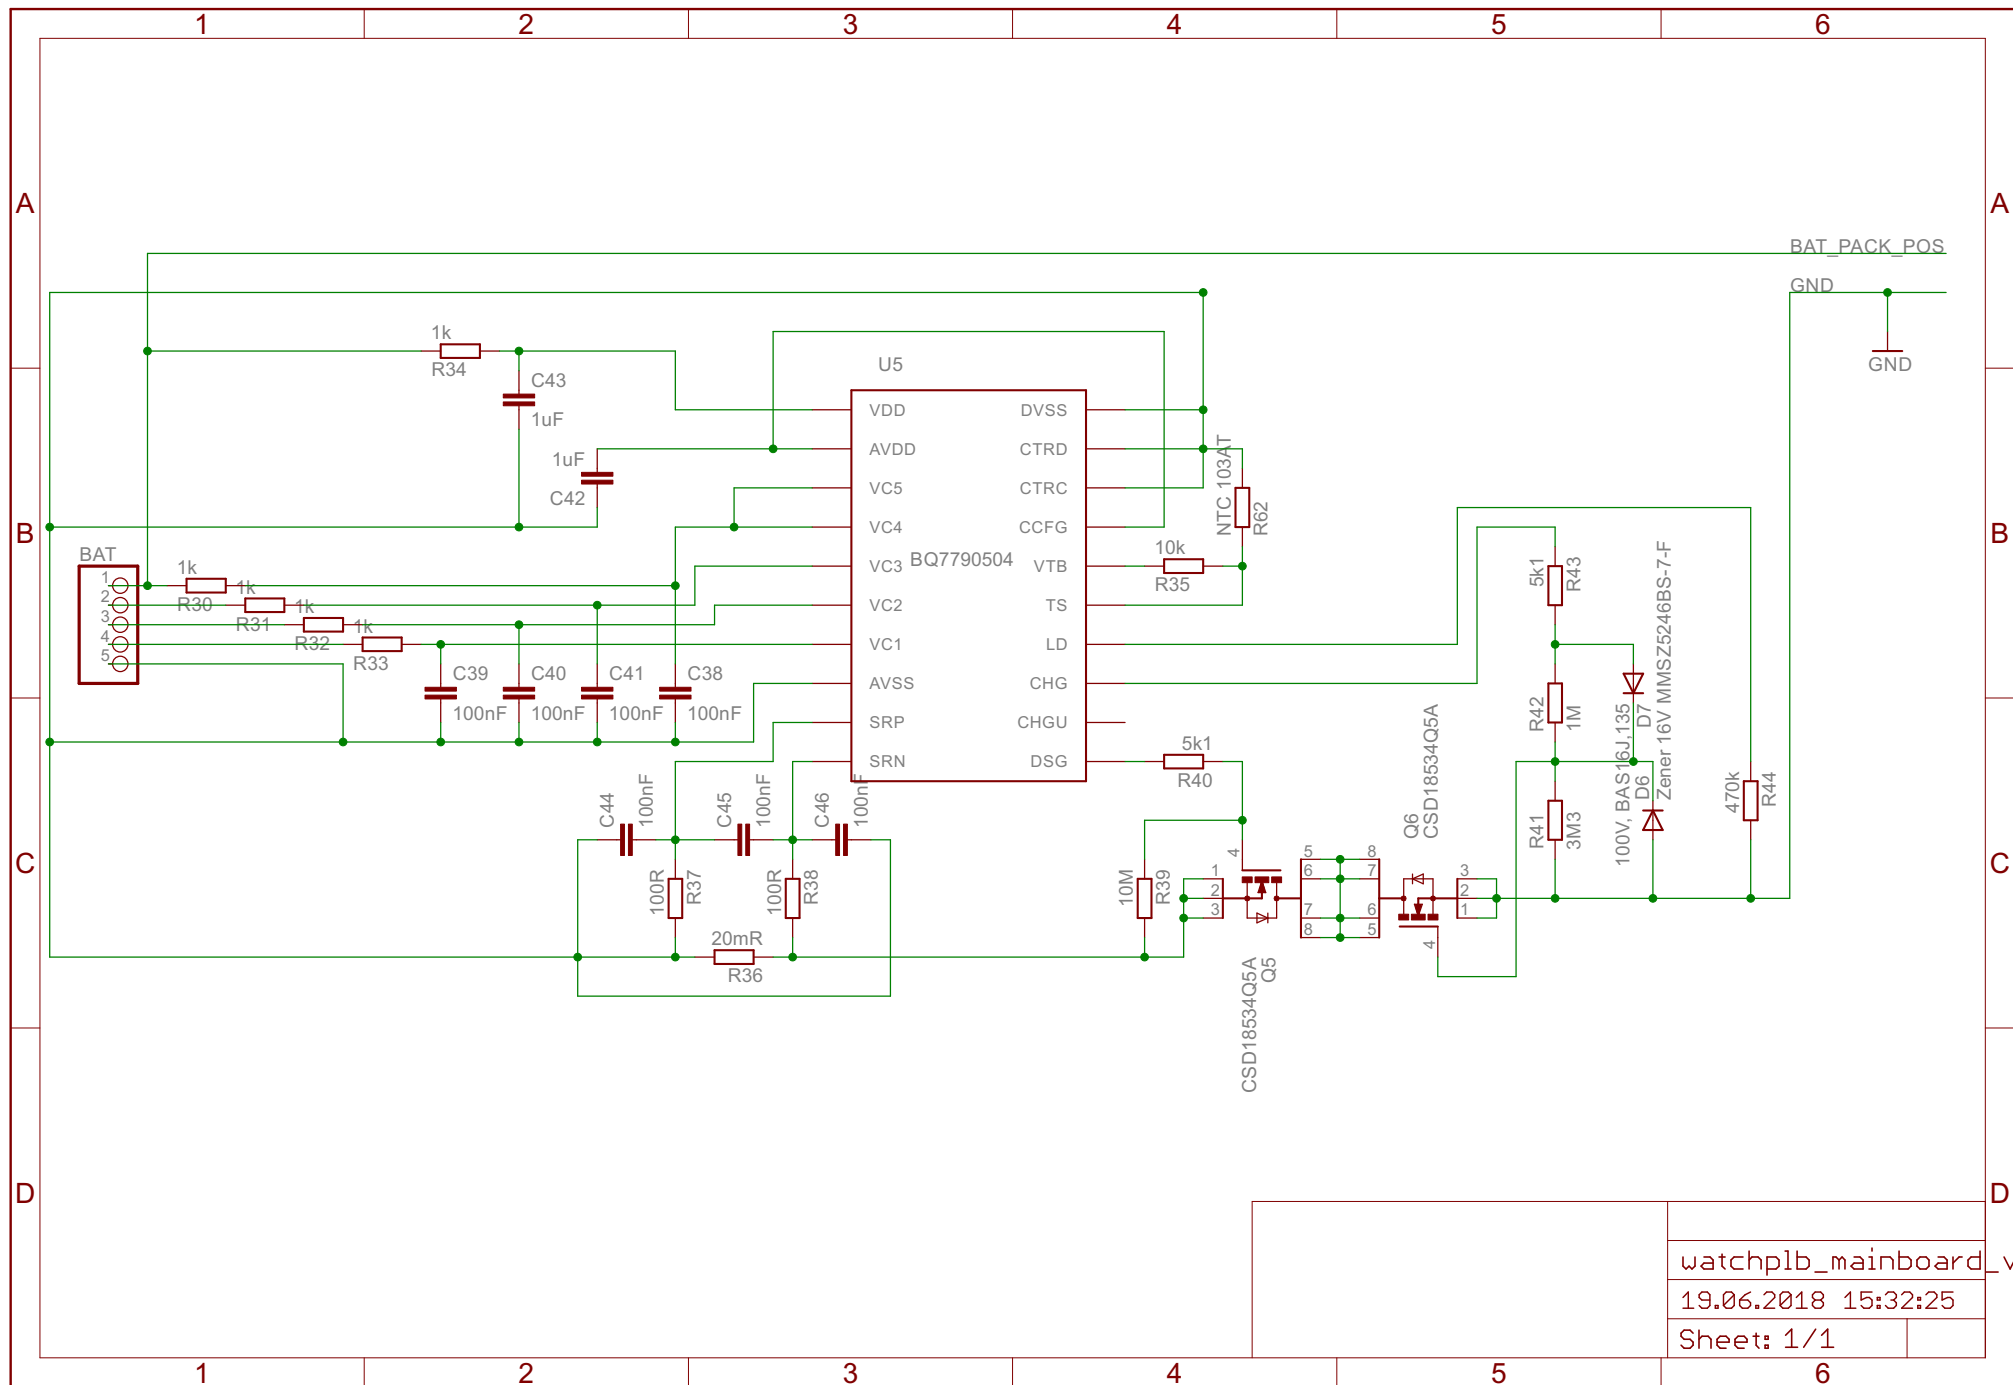 1 2 3 4 5 6
A A
BAT_PACK_POS
GND
GND
1k
R34
C43
1uF
1uF
C42
U5
VDD DVSS
AVDD CTRD
VC5 CTRC
VC4 CCFG
VC3 BQ7790504 VTB
VC2 TS
VC1 LD
AVSS CHG
SRP CHGU
SRN DSG
NTC 103AT
R62
10k
R35
B B
BAT
1
2
3
4
5
1k
R30
1k
R31
1k
R32
1k
R33
C39
100nF
C40
100nF
C41
100nF
C38
100nF
5k1
R43
R42
1M
R41
3M3
100V, BAS16J,135
D7
D6
Zener 16V MMSZ5246BS-7-F
470k
R44
5k1
R40
C44
100nF
C45
100nF
C46
100nF
100R
R37
100R
R38
20mR
R36
C C
10M
R39
4
1
2
3
5
6
7
8
CSD18534Q5A
Q5
8
7
6
5
3
2
1
4
Q6
CSD18534Q5A
D D
watchplb_mainboard_v
19.06.2018 15:32:25
Sheet: 1/1
1 2 3 4 5 6